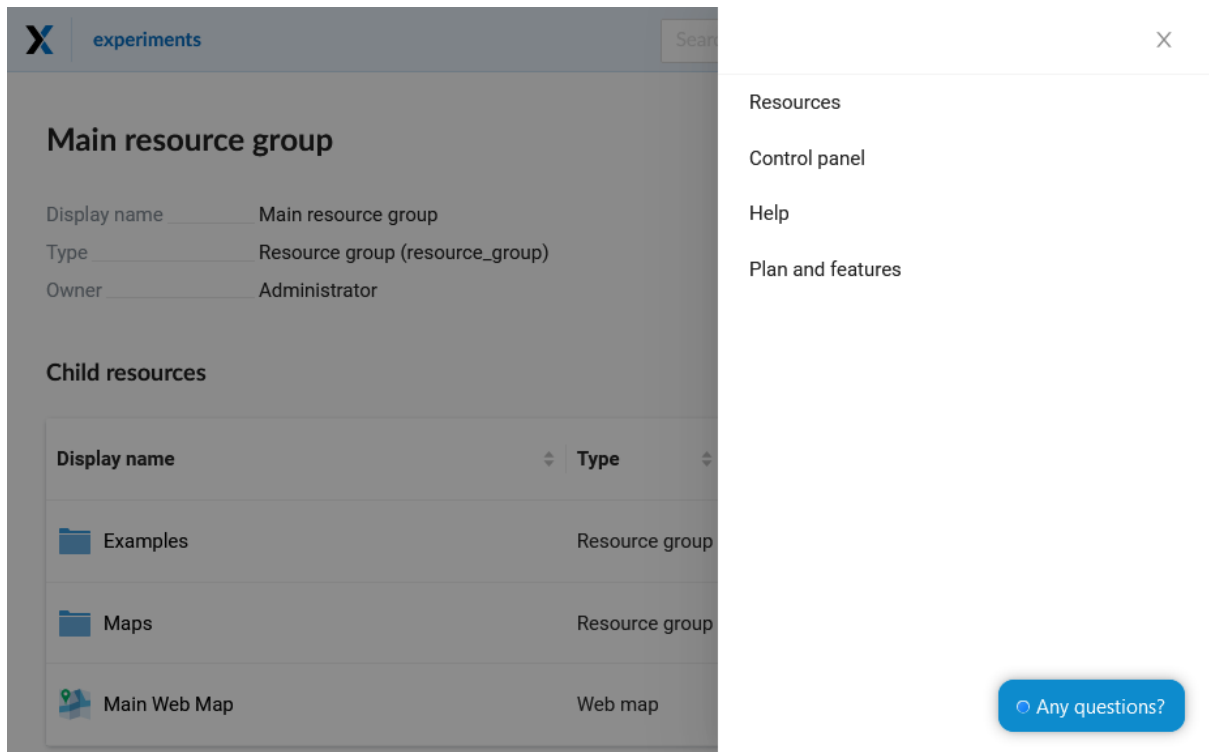 experiments
Main resource group
Display name Main resource group
Type Resource group (resource_group)
Owner Administrator
Child resources
Display name Type
Examples Resource group
Maps Resource group
Main Web Map Web map
Resources
Control panel
Help
Plan and features
Any questions?